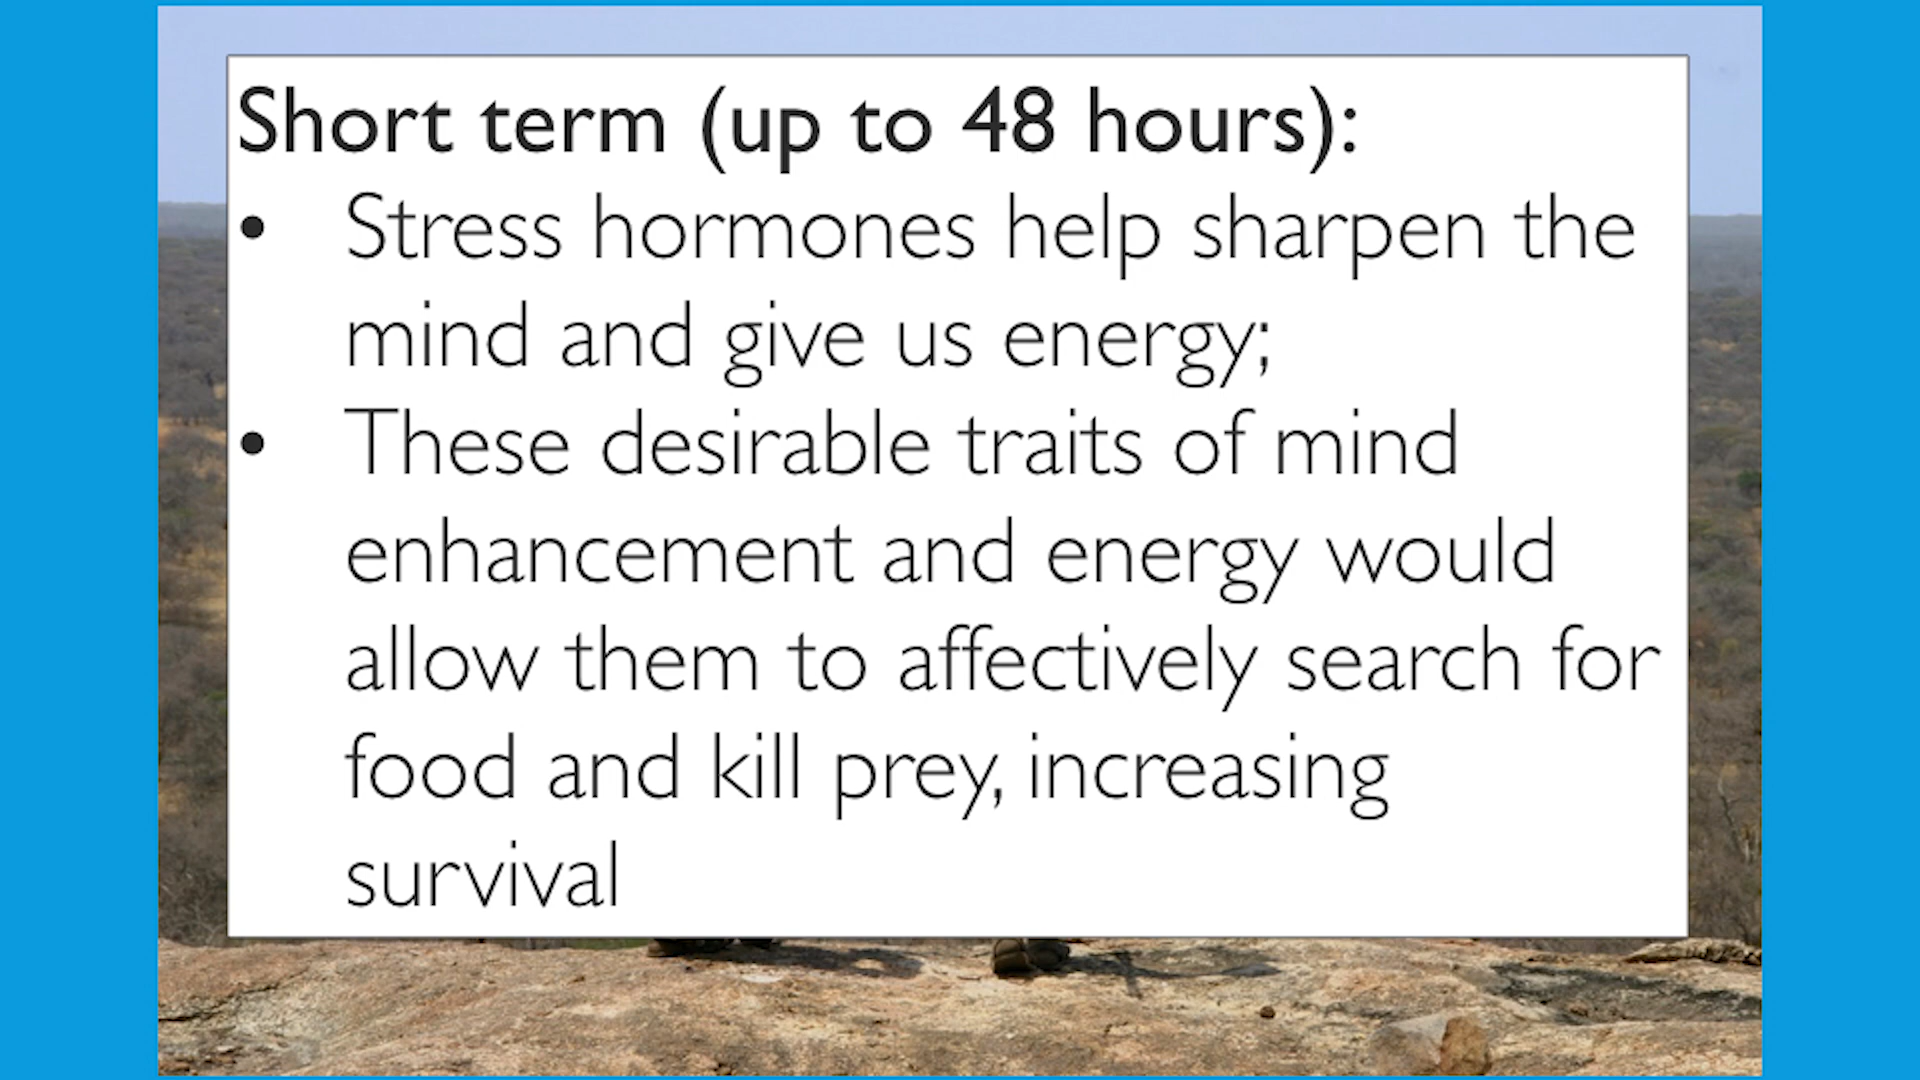 Short term (up to 48 hours):
• Stress hormones help sharpen the
mind and give us energy;
• These desirable traits of mind
enhancement and energy would
allow them to affectively search for
food and kill prey, increasing
survival